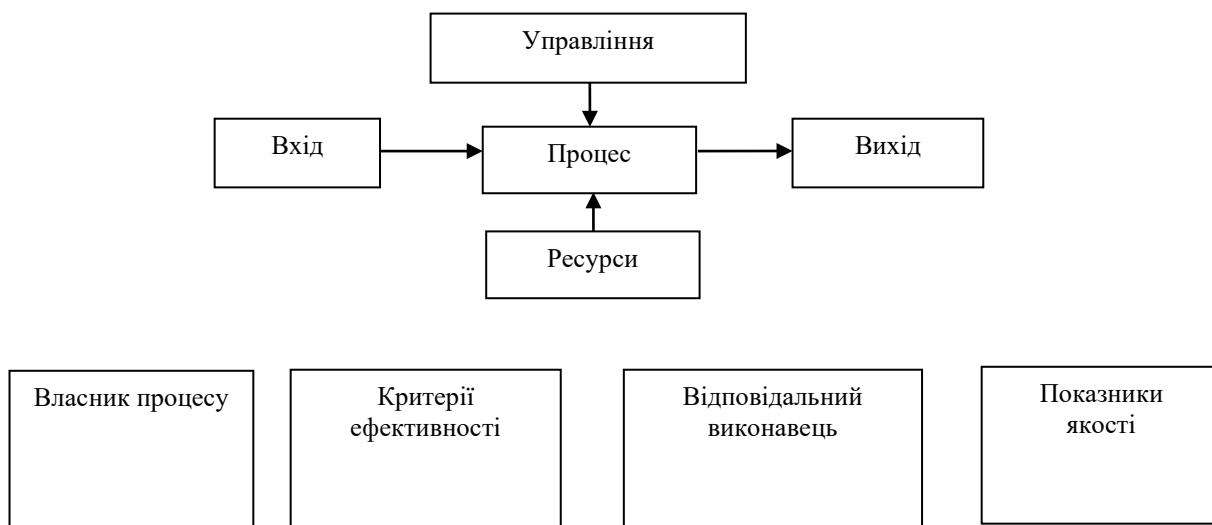 Управління
Вхід
Процес
Вихід
Ресурси
Власник процесу
Критерії
ефективності
Відповідальний
виконавець
Показники
якості